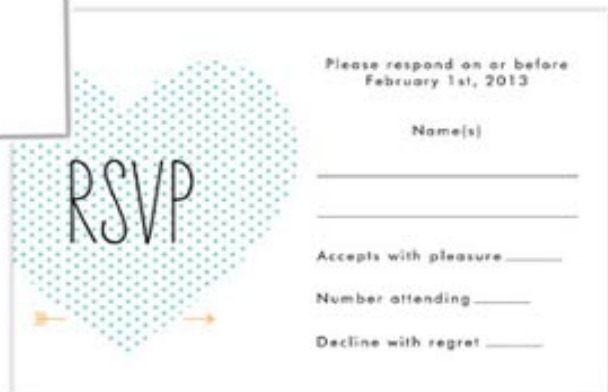 RSVP
Please respond on or before
February 1st, 2013
Name(s)
Accepts with pleasure
Number attending
Decline with regret